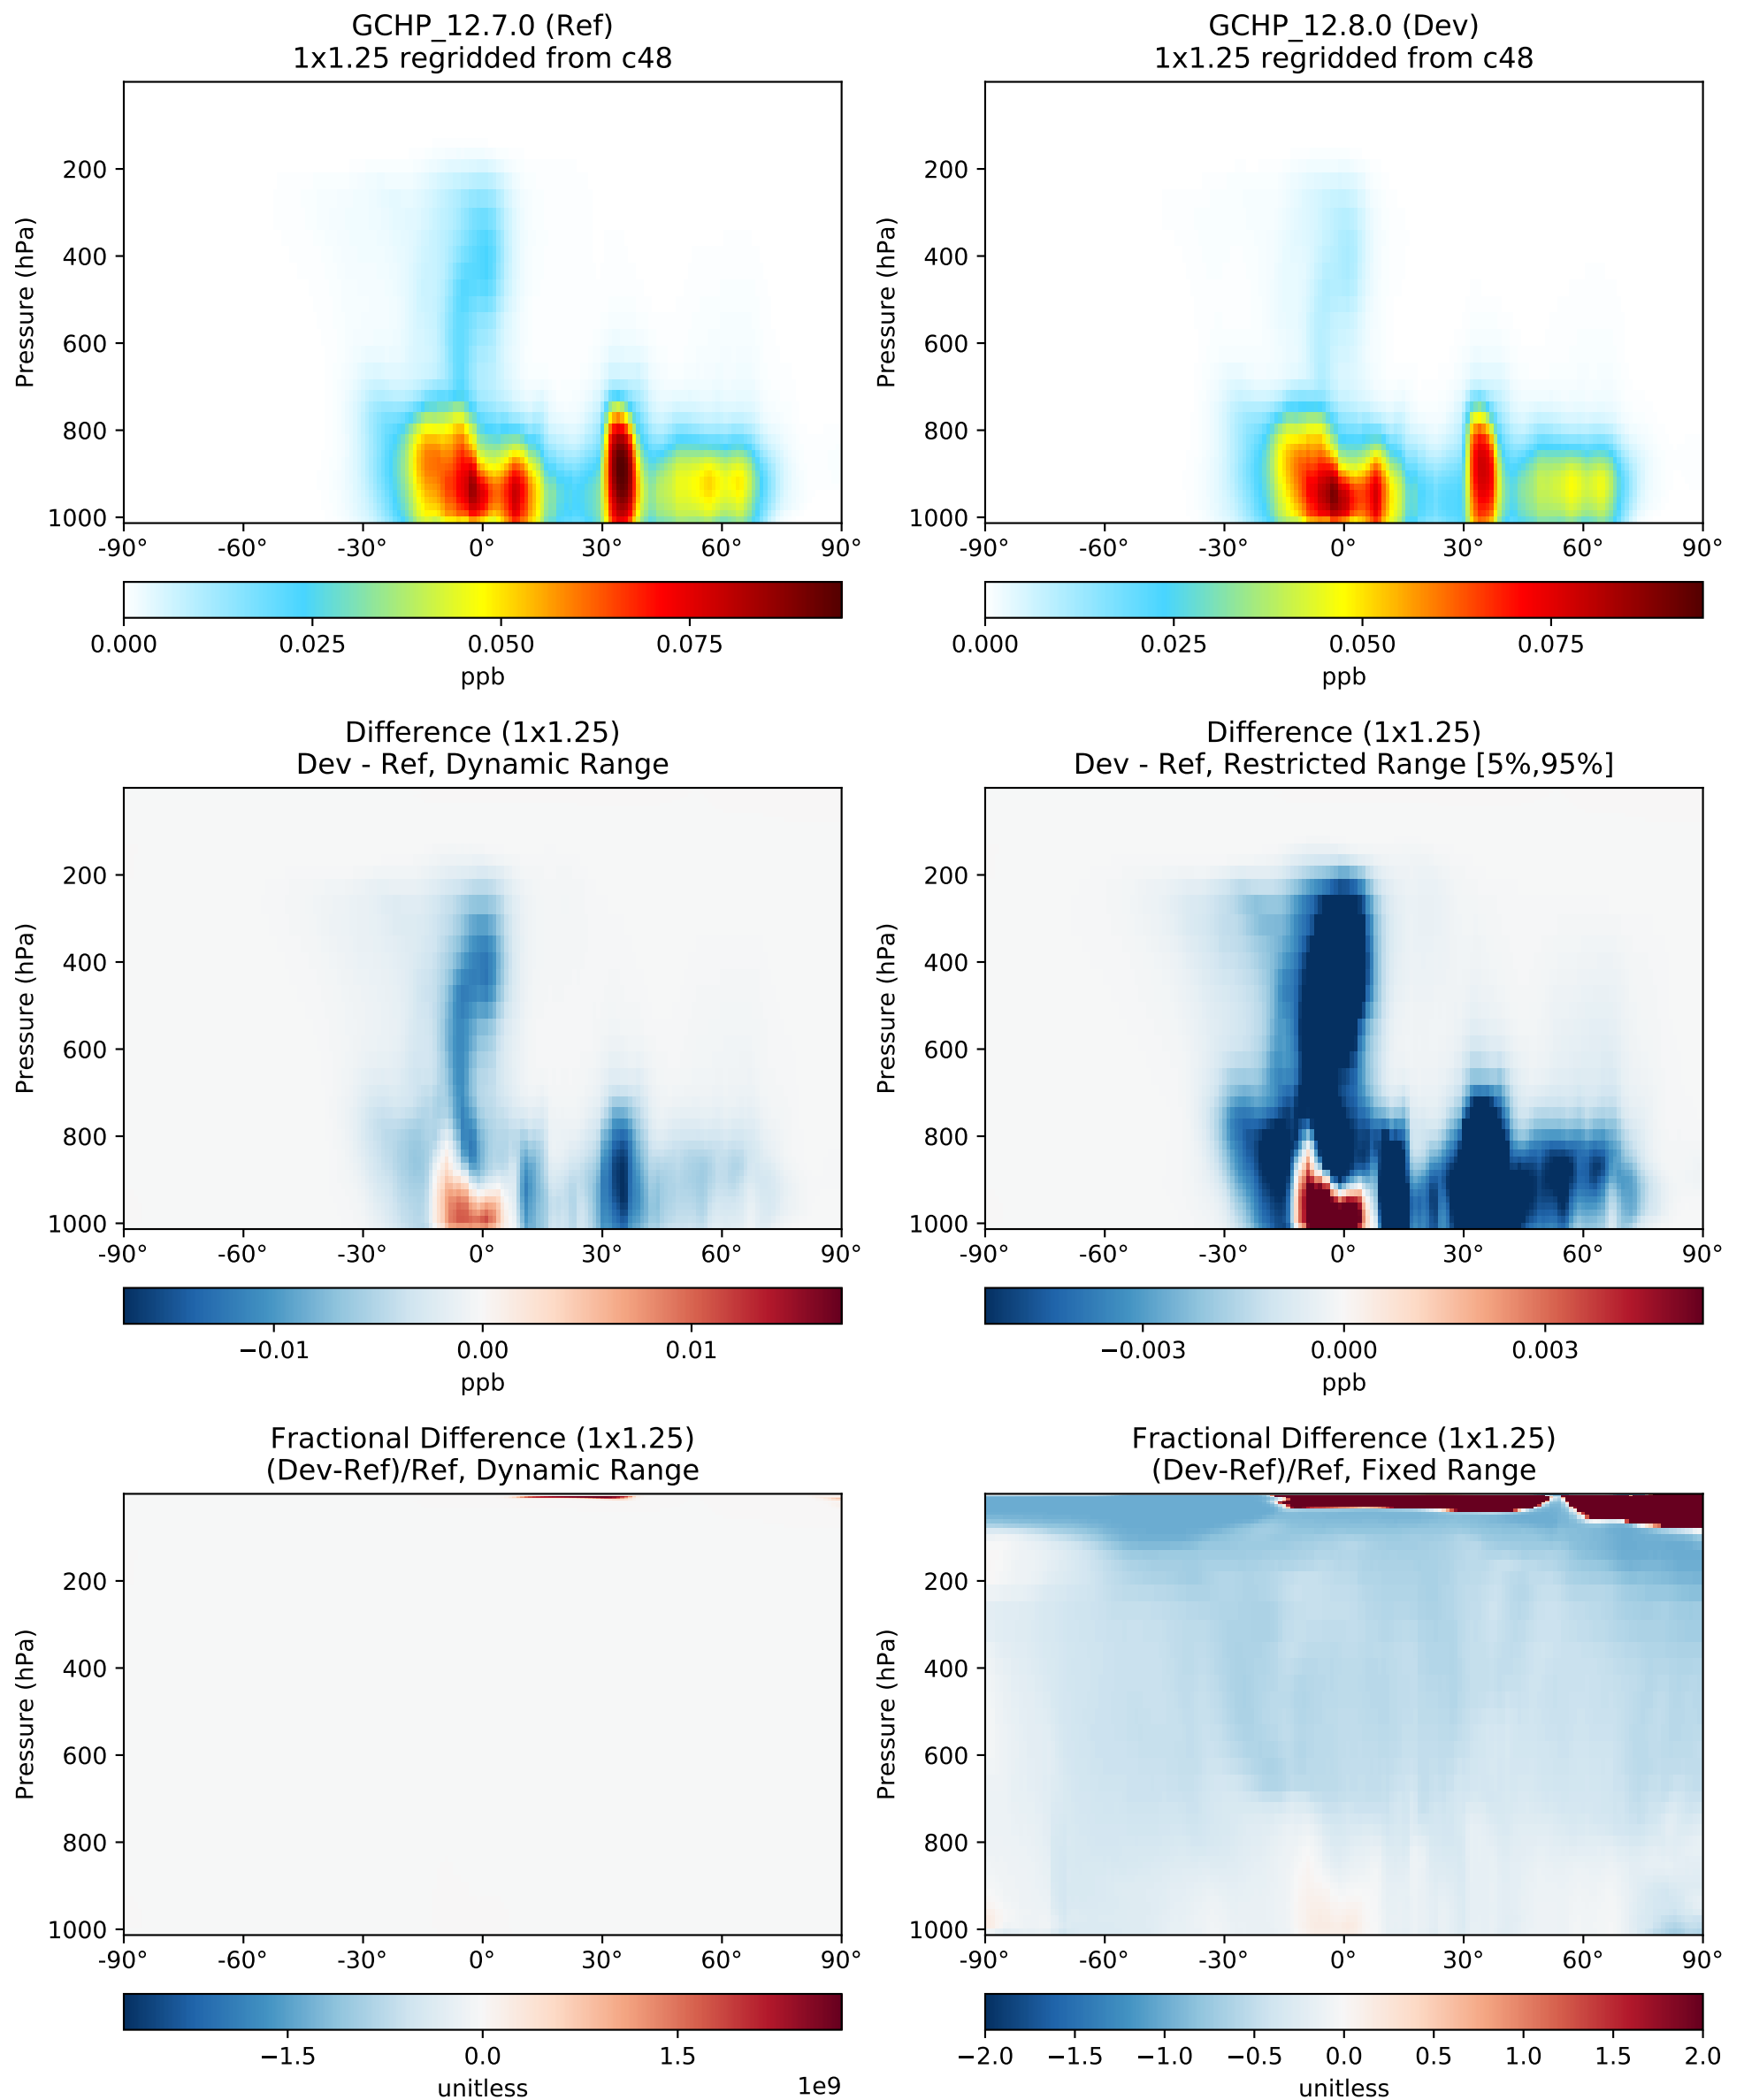 GCHP_12.7.0 (Ref)
1x1.25 regridded from c48
Pressure (hPa)
200
400
600
800
1000
-90° -60° -30° 0° 30° 60° 90°
0.000 0.025 0.050 0.075
ppb
GCHP_12.8.0 (Dev)
1x1.25 regridded from c48
Pressure (hPa)
200
400
600
800
1000
-90° -60° -30° 0° 30° 60° 90°
0.000 0.025 0.050 0.075
ppb
Difference (1x1.25)
Dev - Ref, Dynamic Range
Pressure (hPa)
200
400
600
800
1000
-90° -60° -30° 0° 30° 60° 90°
−0.01 0.00 0.01
ppb
Difference (1x1.25)
Dev - Ref, Restricted Range [5%,95%]
Pressure (hPa)
200
400
600
800
1000
-90° -60° -30° 0° 30° 60° 90°
−0.003 0.000 0.003
ppb
Fractional Difference (1x1.25)
(Dev-Ref)/Ref, Dynamic Range
Pressure (hPa)
200
400
600
800
1000
-90° -60° -30° 0° 30° 60° 90°
−1.5 0.0 1.5
unitless 1e9
Fractional Difference (1x1.25)
(Dev-Ref)/Ref, Fixed Range
Pressure (hPa)
200
400
600
800
1000
-90° -60° -30° 0° 30° 60° 90°
−2.0 −1.5 −1.0 −0.5 0.0 0.5 1.0 1.5 2.0
unitless